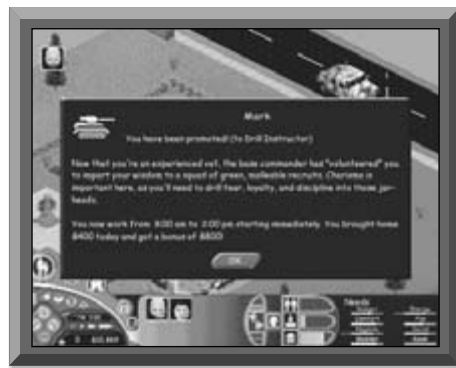 Mark
You have been promoted! (to Drill Instructor)
Now that you're an experienced vet, the base commander has "volunteered" you
to impart your wisdom to a squad of green, malleable recruits. Charisma is
important here, as you'll need to drill fear, loyalty, and discipline into those jar-
heads.
You now work from 8:00 am to 2:00 pm starting immediately. You brought home
$400 today and got a bonus of $800!
OK
Needs